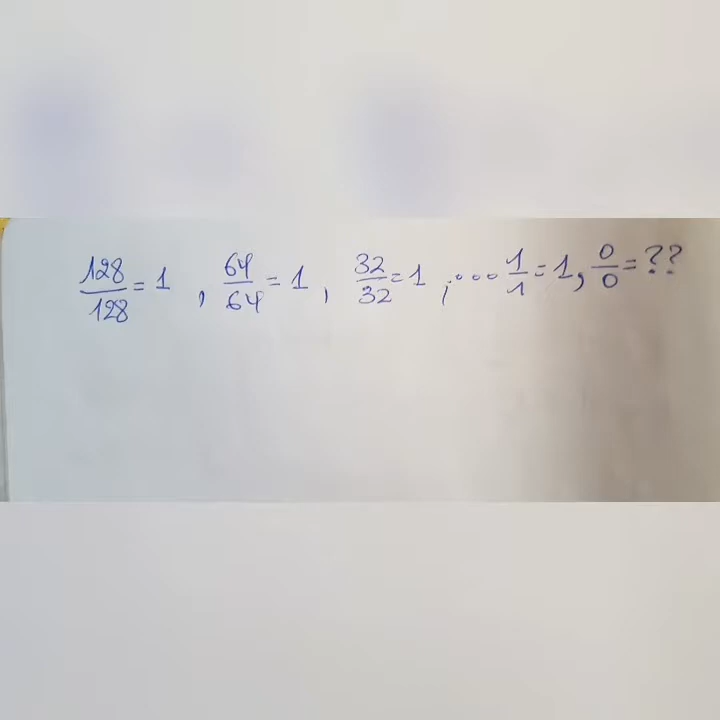 128/128 = 1 , 64/64 = 1 , 32/32 = 1 , ... 1/1 = 1, 0/0 = ??